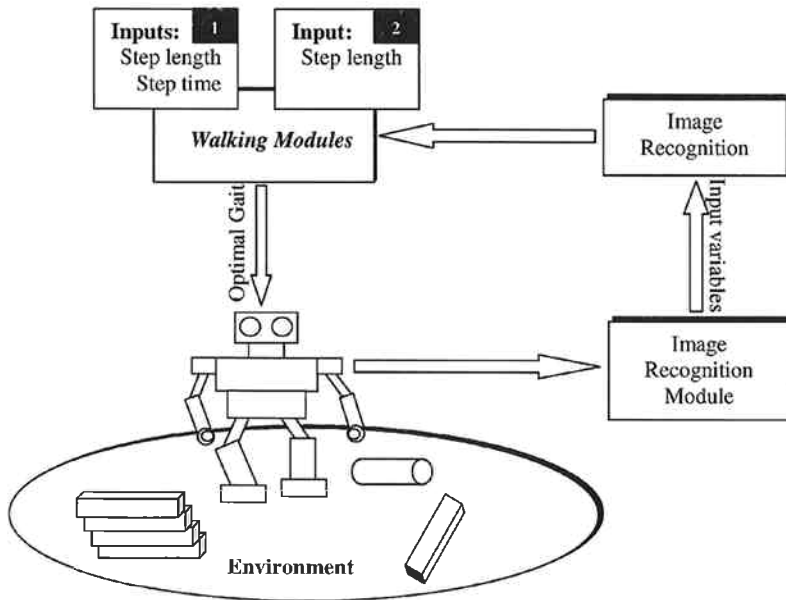 Inputs: 1
Step length
Step time
Input: 2
Step length
Walking Modules
Image
Recognition
Optimal Gait
Input variables
Image
Recognition
Module
Environment